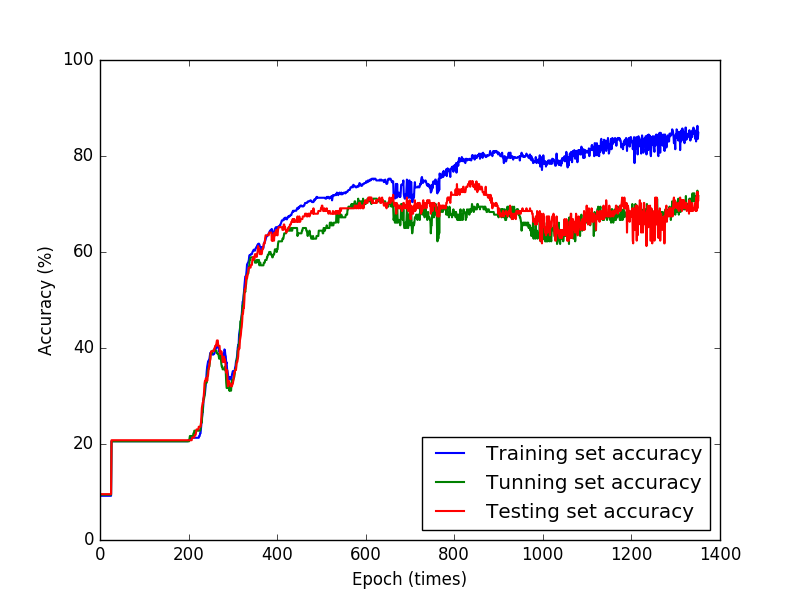 100
80
60
40
20
0
Accuracy (%)
0 200 400 600 800 1000 1200 1400
Epoch (times)
Training set accuracy
Tunning set accuracy
Testing set accuracy